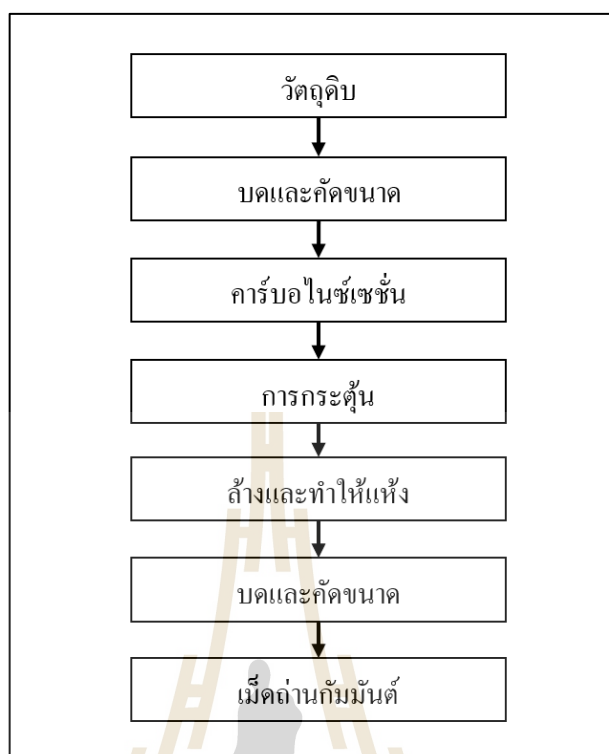 วัตถุดิบ
บดและคัดขนาด
คาร์บอไนซ์เซชั่น
การกระตุ้น
ล้างและทำให้แห้ง
บดและคัดขนาด
เม็ดถ่านกัมมันต์